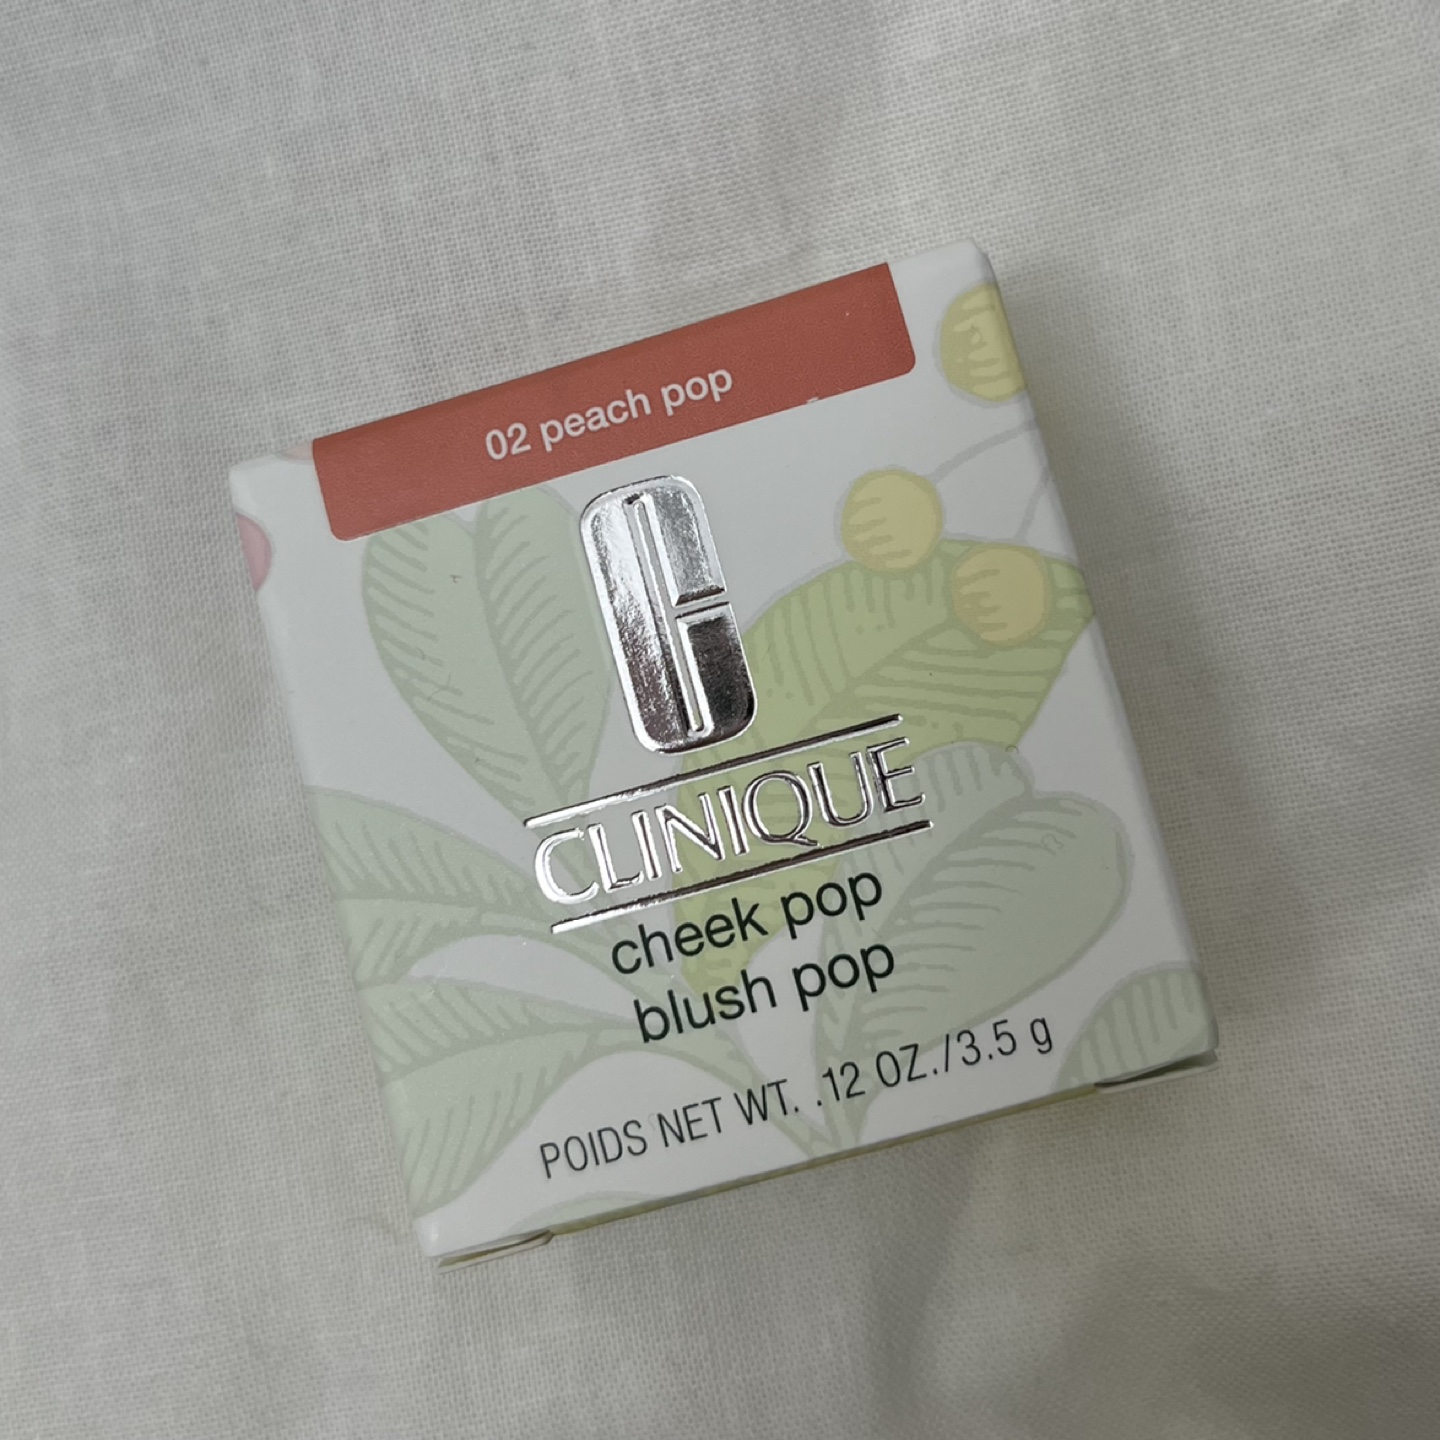 02 peach pop
CLINIQUE
cheek pop
blush pop
POIDS NET WT. .12 OZ./3.5 g